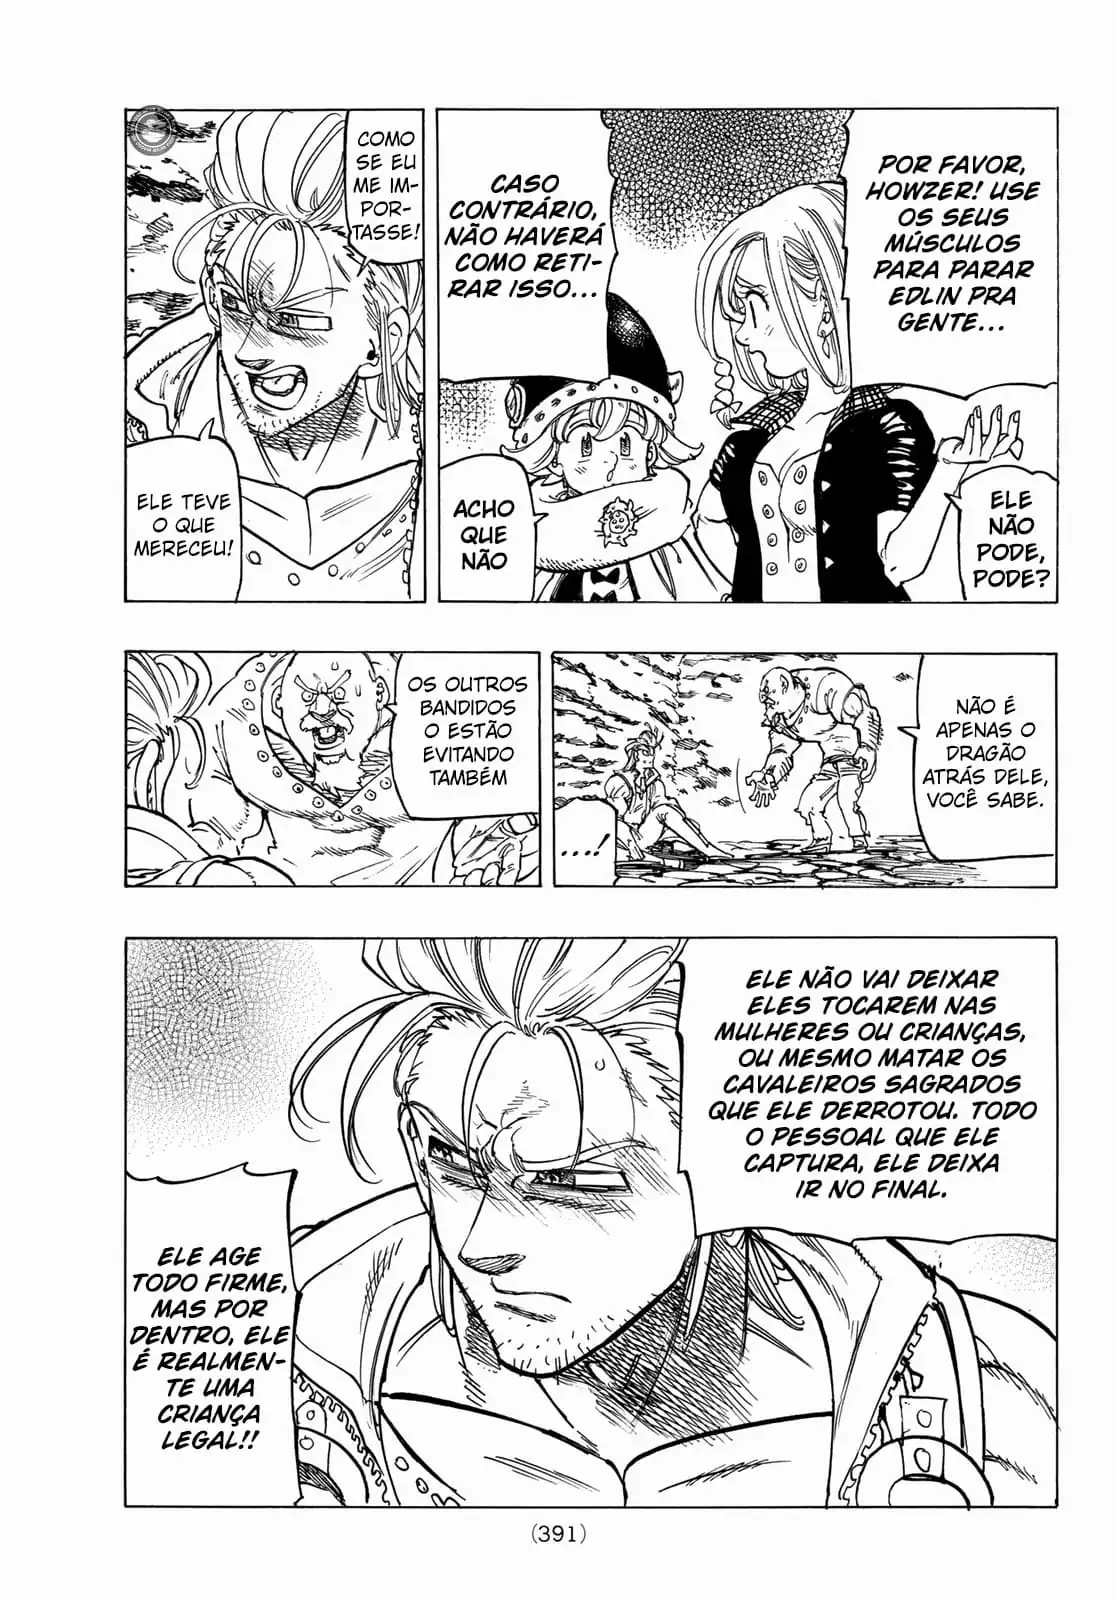 POR FAVOR,
HOWZER! USE
OS SEUS
MÚSCULOS
PARA PARAR
EDLIN PRA
GENTE...
CASO
CONTRÁRIO,
NÃO HAVERÁ
COMO RETI-
RAR ISSO...
ELE
NÃO
PODE,
PODE?
ACHO
QUE
NÃO
COMO
SE EU
ME IM-
POR-
TASSE!
ELE TEVE
O QUE
MERECEU!
NÃO É
APENAS O
DRAGÃO
ATRÁS DELE,
VOCÊ SABE.
....!
OS OUTROS
BANDIDOS
O ESTÃO
EVITANDO
TAMBÉM
ELE NÃO VAI DEIXAR
ELES TOCAREM NAS
MULHERES OU CRIANÇAS,
OU MESMO MATAR OS
CAVALEIROS SAGRADOS
QUE ELE DERROTOU. TODO
O PESSOAL QUE ELE
CAPTURA, ELE DEIXA
IR NO FINAL.
ELE AGE
TODO FIRME,
MAS POR
DENTRO, ELE
É REALMEN-
TE UMA
CRIANÇA
LEGAL!!
(391)